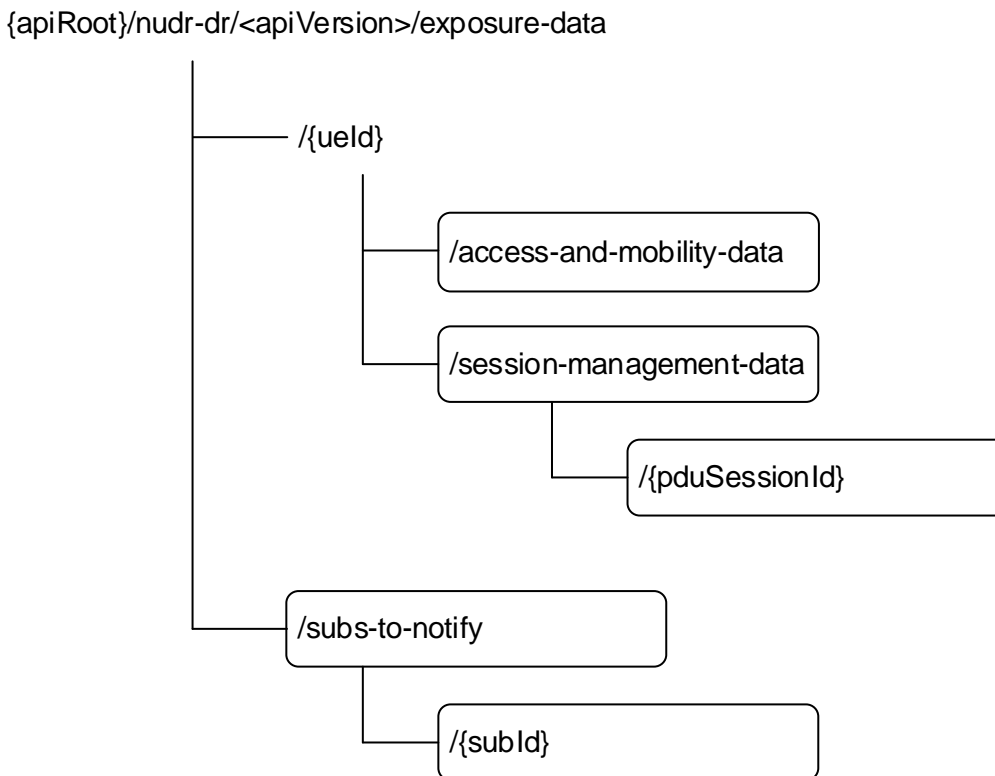 {apiRoot}/nudr-dr/<apiVersion>/exposure-data
/{ueId}
/access-and-mobility-data
/session-management-data
/{pduSessionId}
/subs-to-notify
/{subId}